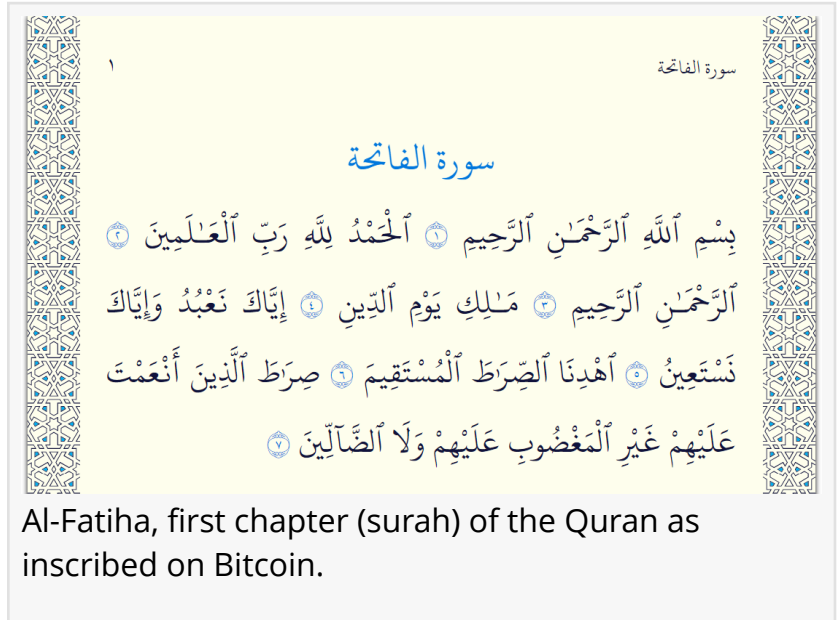 سورة الفاتحة ١
سورة الفاتحة
بِسْمِ ٱللَّهِ ٱلرَّحْمَـٰنِ ٱلرَّحِيمِ ١ ٱلْحَمْدُ لِلَّهِ رَبِّ ٱلْعَـٰلَمِينَ ٢
ٱلرَّحْمَـٰنِ ٱلرَّحِيمِ ٣ مَـٰلِكِ يَوْمِ ٱلدِّينِ ٤ إِيَّاكَ نَعْبُدُ وَإِيَّاكَ
نَسْتَعِينُ ٥ ٱهْدِنَا ٱلصِّرَٰطَ ٱلْمُسْتَقِيمَ ٦ صِرَٰطَ ٱلَّذِينَ أَنْعَمْتَ
عَلَيْهِمْ غَيْرِ ٱلْمَغْضُوبِ عَلَيْهِمْ وَلَا ٱلضَّآلِّينَ ٧
Al-Fatiha, first chapter (surah) of the Quran as
inscribed on Bitcoin.